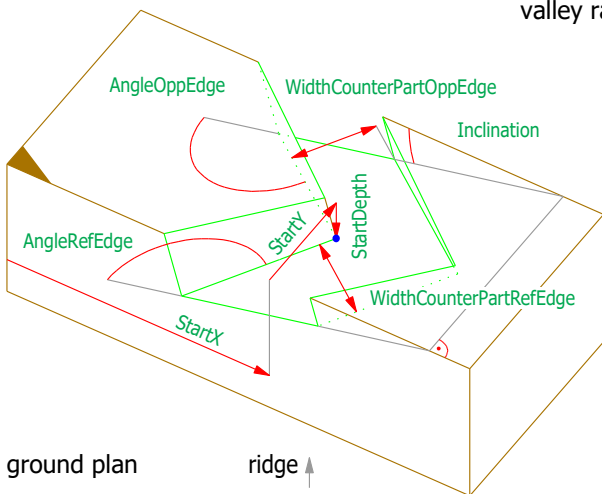 valley ra
AngleOppEdge
WidthCounterPartOppEdge
Inclination
AngleRefEdge
StartY
StartDepth
WidthCounterPartRefEdge
StartX
ground plan
ridge